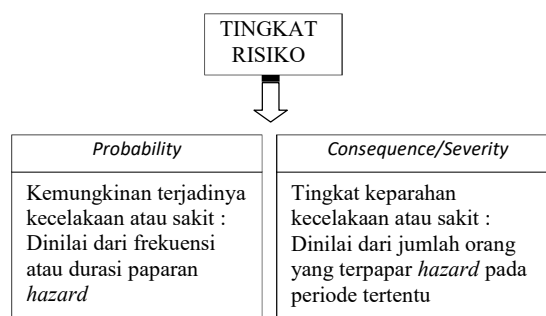 TINGKAT
RISIKO
Probability
Kemungkinan terjadinya
kecelakaan atau sakit :
Dinilai dari frekuensi
atau durasi paparan
hazard
Consequence/Severity
Tingkat keparahan
kecelakaan atau sakit :
Dinilai dari jumlah orang
yang terpapar hazard pada
periode tertentu